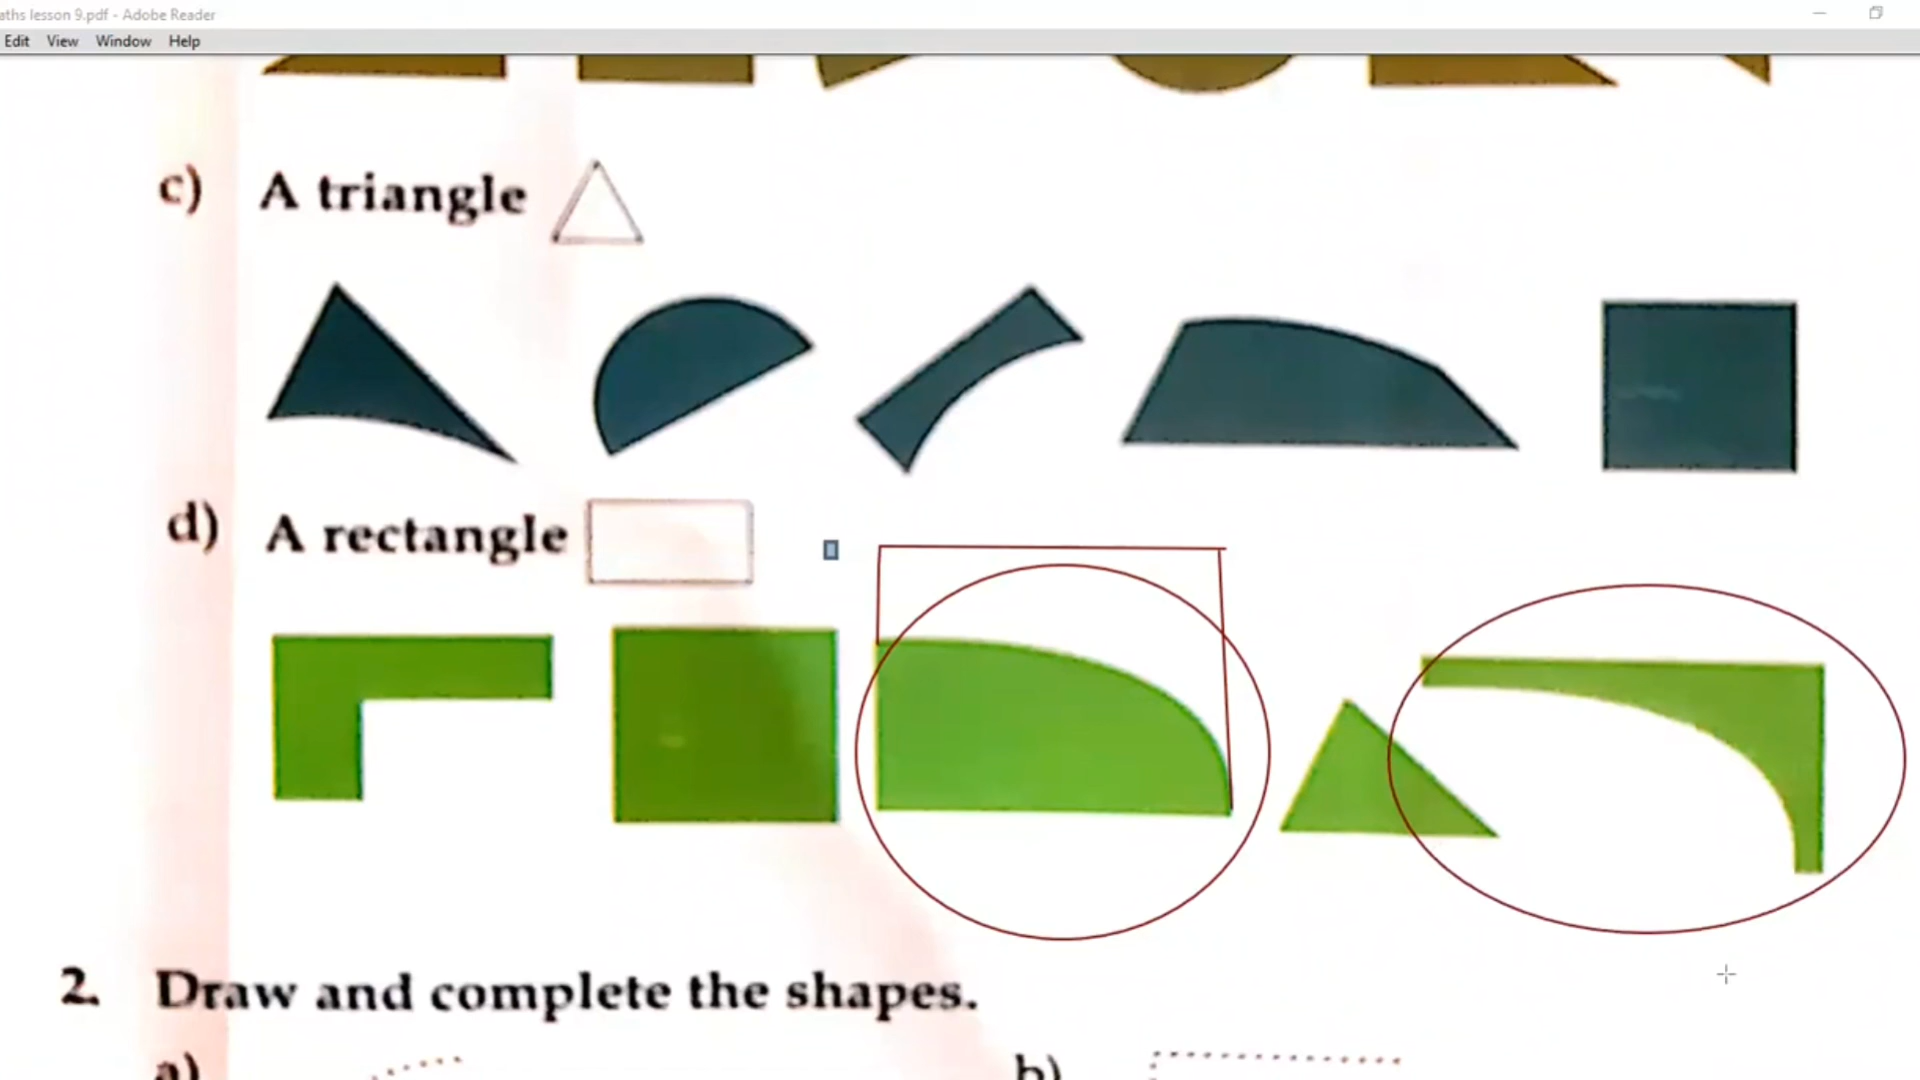 aths lesson 9.pdf - Adobe Reader
Edit View Window Help
c) A triangle
d) A rectangle
2. Draw and complete the shapes.
a) b)